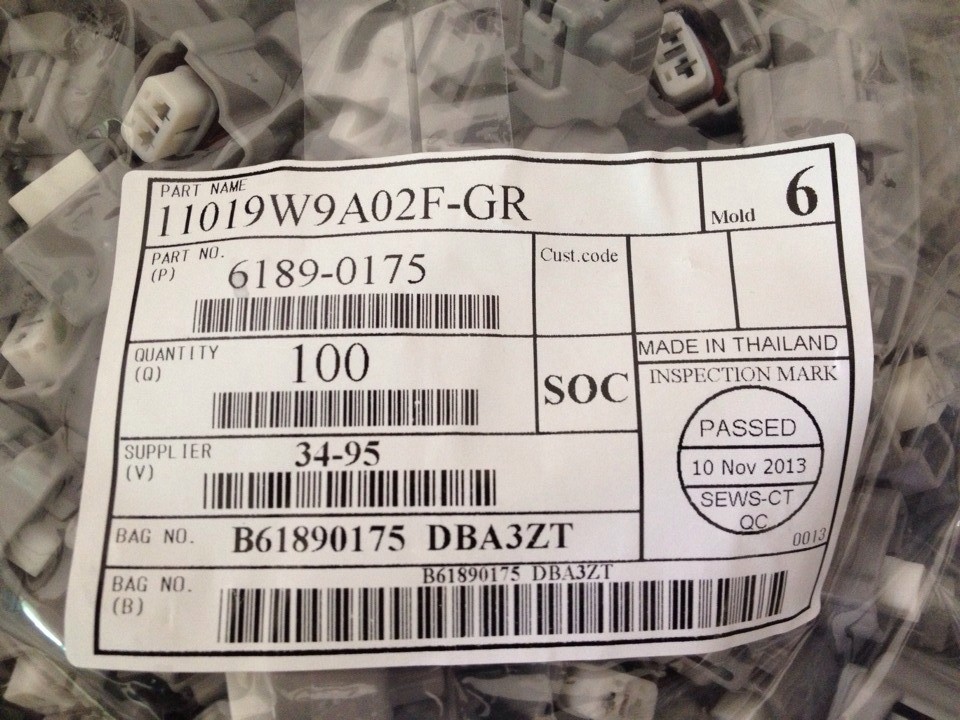 PART NAME
11019W9A02F-GR
Mold 6
PART NO.
(P)
6189-0175
Cust.code
QUANTITY
(Q)
100
SOC
MADE IN THAILAND
INSPECTION MARK
PASSED
10 Nov 2013
SEWS-CT
QC
0013
SUPPLIER
(V)
34-95
BAG NO. B61890175 DBA3ZT
BAG NO.
(B)
B61890175 DBA3ZT